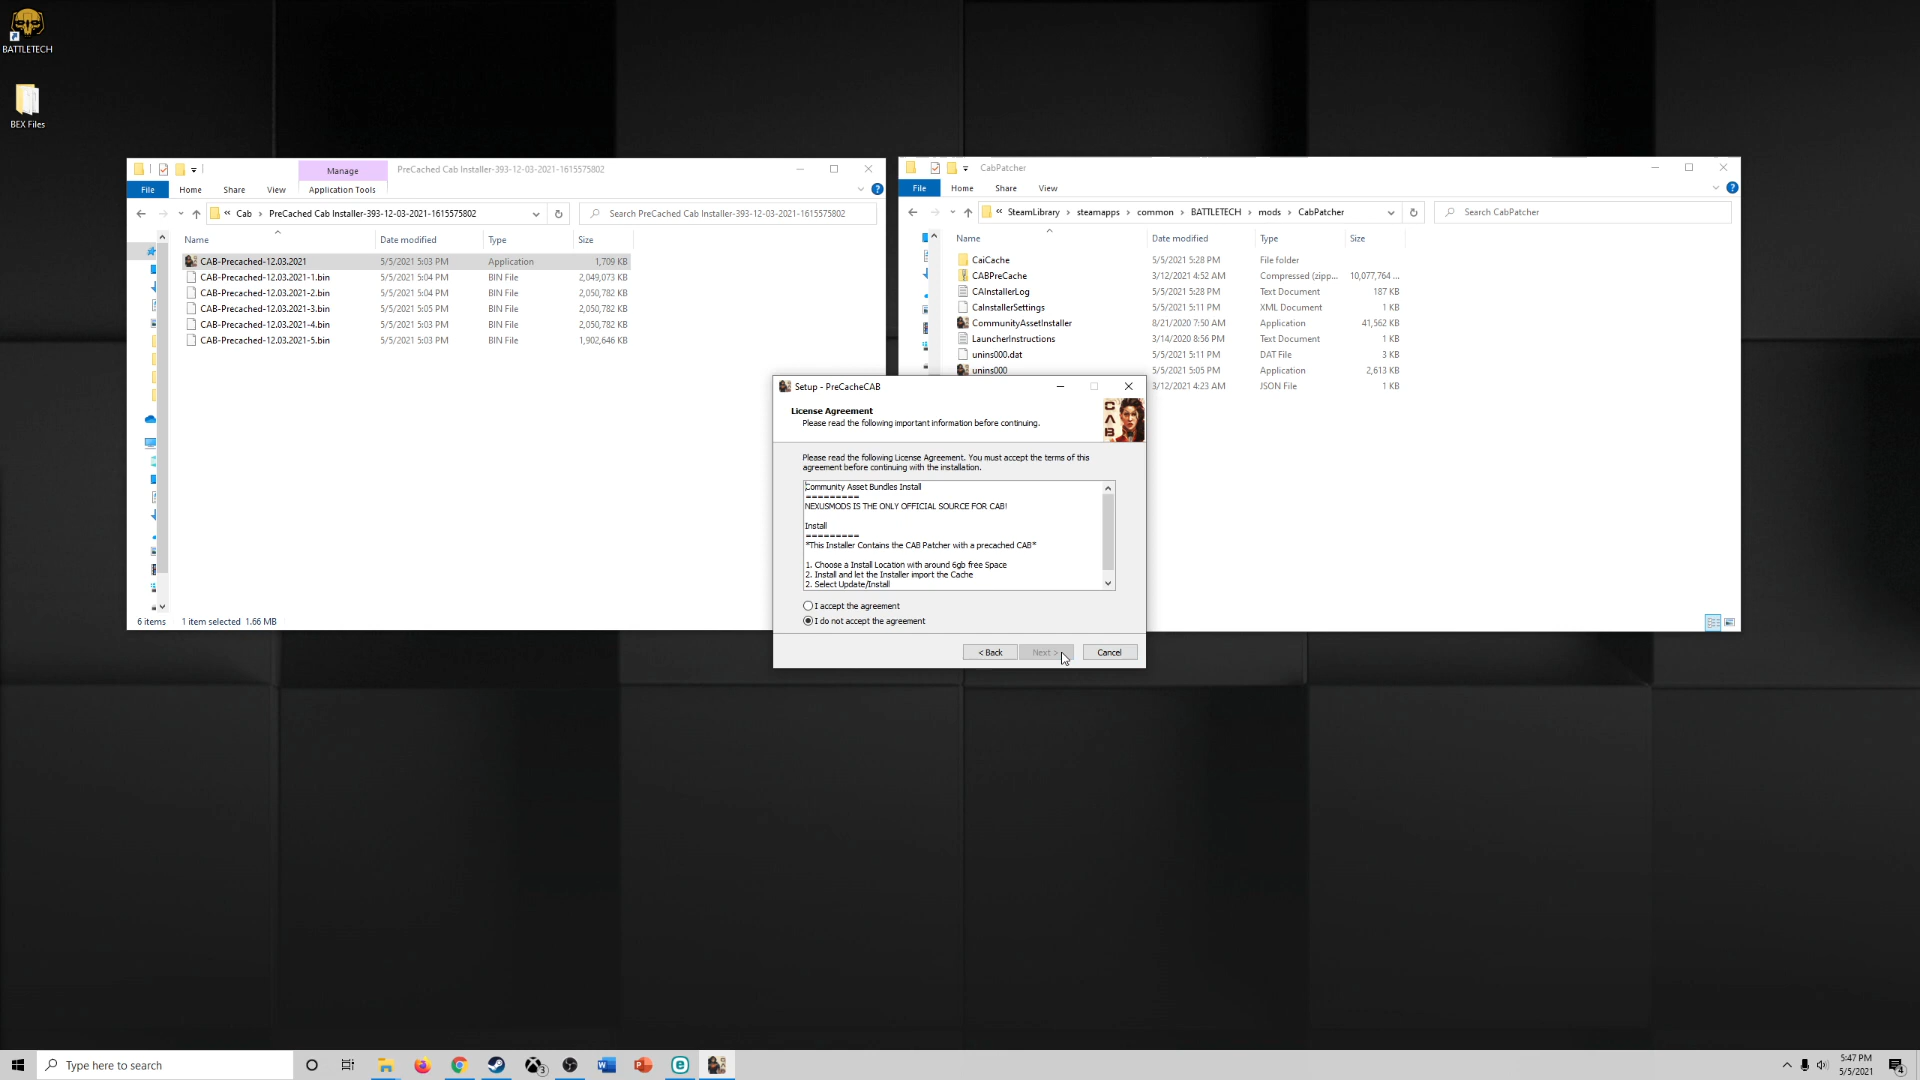 BATTLETECH
BEX Files
Manage
PreCached Cab Installer-393-12-03-2021-1615575802
File
Home
Share
View
Application Tools
Cab
PreCached Cab Installer-393-12-03-2021-1615575802
Search PreCached Cab Installer-393-12-03-2021-1615575802
Name
Date modified
Type
Size
CAB-Precached-12.03.2021 5/5/2021 5:03 PM Application 1,709 KB
CAB-Precached-12.03.2021-1.bin 5/5/2021 5:04 PM BIN File 2,049,073 KB
CAB-Precached-12.03.2021-2.bin 5/5/2021 5:04 PM BIN File 2,050,782 KB
CAB-Precached-12.03.2021-3.bin 5/5/2021 5:05 PM BIN File 2,050,782 KB
CAB-Precached-12.03.2021-4.bin 5/5/2021 5:03 PM BIN File 2,050,782 KB
CAB-Precached-12.03.2021-5.bin 5/5/2021 5:03 PM BIN File 1,902,646 KB
6 items 1 item selected 1.66 MB
CabPatcher
File
Home
Share
View
SteamLibrary > steamapps > common > BATTLETECH > mods > CabPatcher
Search CabPatcher
Name
Date modified
Type
Size
CaiCache 5/5/2021 5:28 PM File folder
CABPreCache 3/12/2021 4:52 AM Compressed (zipp... 10,077,764 ...
CAInstallerLog 5/5/2021 5:28 PM Text Document 187 KB
CaInstallerSettings 5/5/2021 5:11 PM XML Document 1 KB
CommunityAssetInstaller 8/21/2020 7:50 AM Application 41,562 KB
LauncherInstructions 3/14/2020 8:56 PM Text Document 1 KB
unins000.dat 5/5/2021 5:11 PM DAT File 3 KB
unins000 5/5/2021 5:05 PM Application 2,613 KB
3/12/2021 4:23 AM JSON File 1 KB
Setup - PreCacheCAB
License Agreement
Please read the following important information before continuing.
CAB
Please read the following License Agreement. You must accept the terms of this
agreement before continuing with the installation.
Community Asset Bundles Install
=========
NEXUSMODS IS THE ONLY OFFICIAL SOURCE FOR CAB!
Install
=========
*This Installer Contains the CAB Patcher with a precached CAB*
1. Choose a Install Location with around 6gb free Space
2. Install and let the Installer import the Cache
2. Select Update/Install
I accept the agreement
I do not accept the agreement
< Back
Next >
Cancel
Type here to search
3
5:47 PM
5/5/2021
4